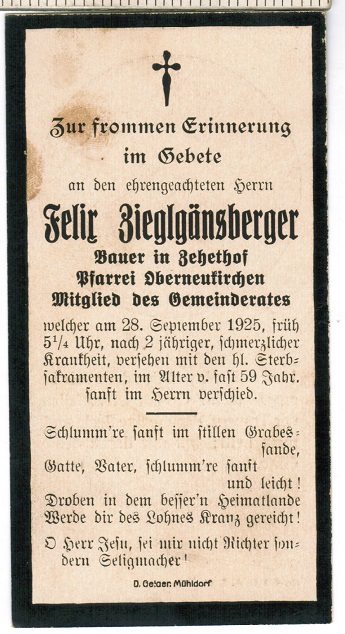 Zur frommen Erinnerung
im Gebete
an den ehrengeachteten Herrn
Felix Zieglgänsberger
Bauer in Zehethof
Pfarrei Oberneukirchen
Mitglied des Gemeinderates
welcher am 28. September 1925, früh
5¼ Uhr, nach 2 jähriger, schmerzlicher
Krankheit, versehen mit den hl. Sterb-
sakramenten, im Alter v. fast 59 Jahr.
sanft im Herrn verschied.
Schlumm're sanft im stillen Grabes-
sande,
Gatte, Vater, schlumm're sanft
und leicht!
Droben in dem besser'n Heimatlande
Werde dir des Lohnes Kranz gereicht!
O Herr Jesu, sei mir nicht Richter son-
dern Seligmacher!
D. Geiger. Mühldorf